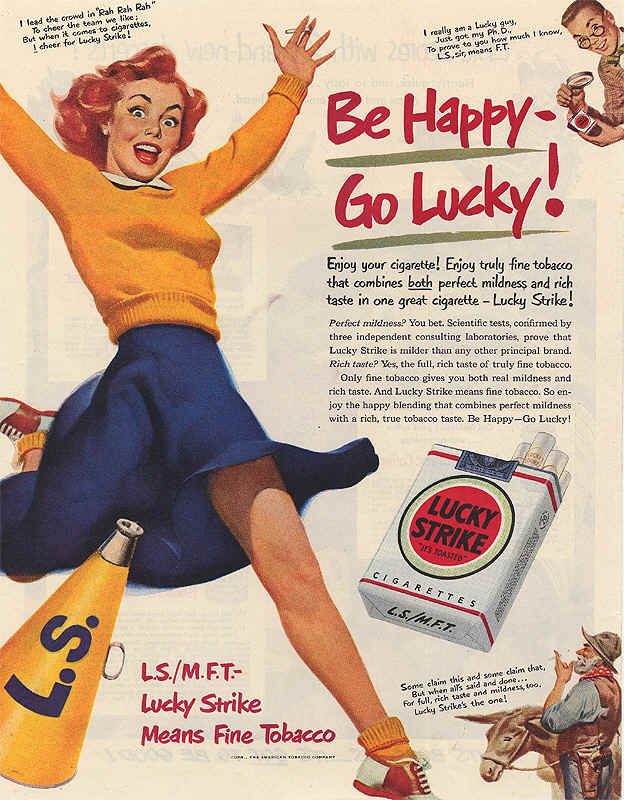 I lead the crowd in "Rah Rah Rah"
To cheer the team we like;
But when it comes to cigarettes,
I cheer for Lucky Strike!
I really am a Lucky guy,
Just got my Ph.D.,
To prove to you how much I know,
L.S., sir, means F.T.
Be Happy-
Go Lucky!
Enjoy your cigarette! Enjoy truly fine tobacco
that combines both perfect mildness and rich
taste in one great cigarette - Lucky Strike!
Perfect mildness? You bet. Scientific tests, confirmed by
three independent consulting laboratories, prove that
Lucky Strike is milder than any other principal brand.
Rich taste? Yes, the full, rich taste of truly fine tobacco.
Only fine tobacco gives you both real mildness and
rich taste. And Lucky Strike means fine tobacco. So en-
joy the happy blending that combines perfect mildness
with a rich, true tobacco taste. Be Happy—Go Lucky!
LUCKY
STRIKE
"IT'S TOASTED"
CIGARETTES
L.S./M.F.T.
L.S.
L.S./M.F.T.-
Lucky Strike
Means Fine Tobacco
COPR., THE AMERICAN TOBACCO COMPANY
Some claim this and some claim that,
But when all's said and done...
For full, rich taste and mildness, too,
Lucky Strike's the one!